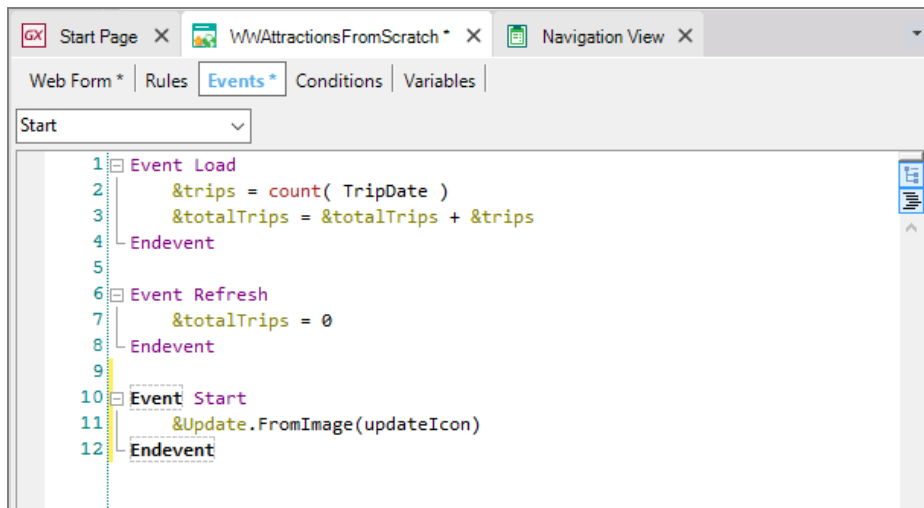 GX Start Page X WWAttractionsFromScratch * X Navigation View X
Web Form * Rules Events * Conditions Variables
Start
1 Event Load
2 &trips = count( TripDate )
3 &totalTrips = &totalTrips + &trips
4 Endevent
5
6 Event Refresh
7 &totalTrips = 0
8 Endevent
9
10 Event Start
11 &Update.FromImage(updateIcon)
12 Endevent